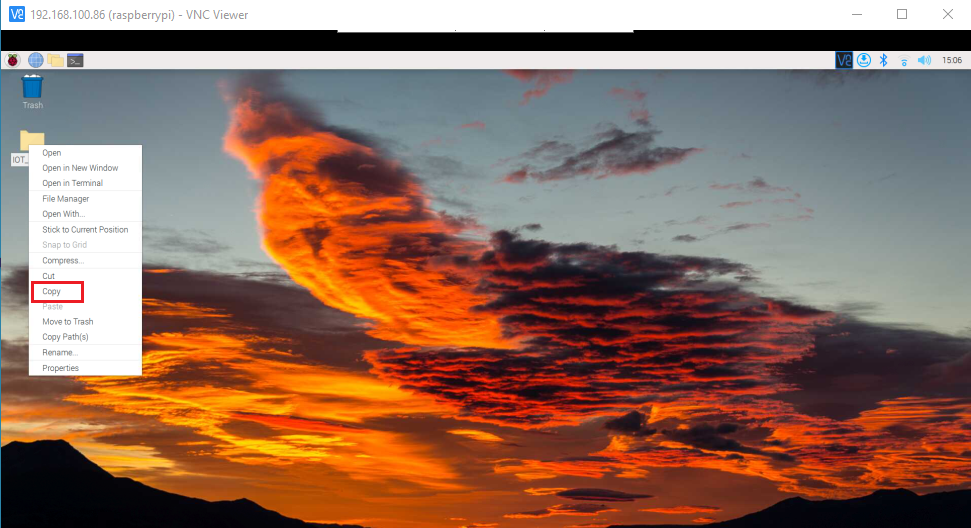 192.168.100.86 (raspberrypi) - VNC Viewer
15:06
Trash
IOT_
Open
Open in New Window
Open in Terminal
File Manager
Open With...
Stick to Current Position
Snap to Grid
Compress...
Cut
Copy
Paste
Move to Trash
Copy Path(s)
Rename...
Properties